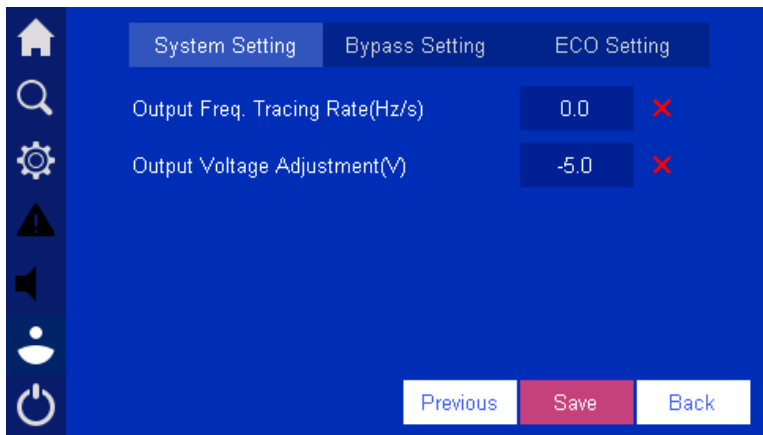 System Setting Bypass Setting ECO Setting
Output Freq. Tracing Rate(Hz/s) 0.0
Output Voltage Adjustment(V) -5.0
Previous Save Back